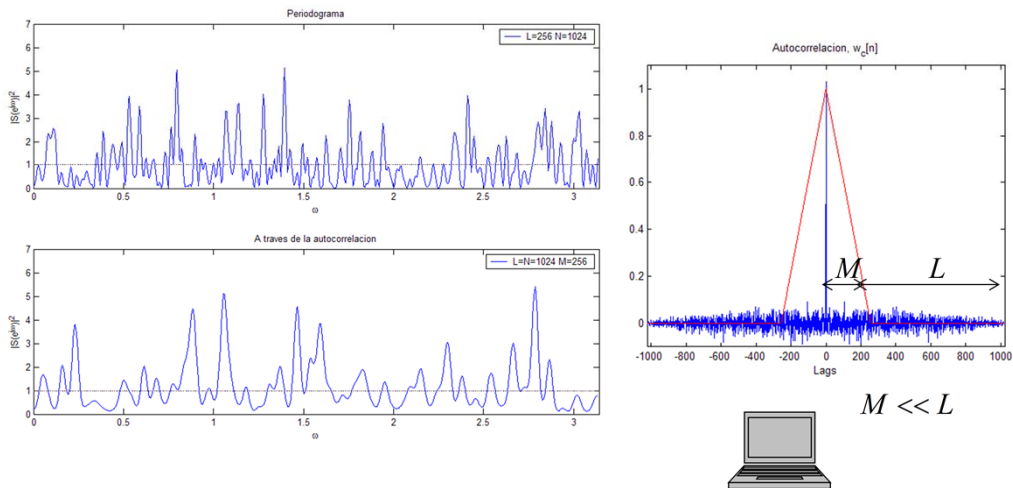 Periodograma
L=256 N=1024
|S(e^jω)|²
7
6
5
4
3
2
1
0
0 0.5 1 1.5 2 2.5 3
ω
A traves de la autocorrelacion
L=N=1024 M=256
|S(e^jω)|²
7
6
5
4
3
2
1
0
0 0.5 1 1.5 2 2.5 3
ω
Autocorrelacion, w_c[n]
1
0.8
0.6
0.4
0.2
0
M
L
-1000 -800 -600 -400 -200 0 200 400 600 800 1000
Lags
M << L